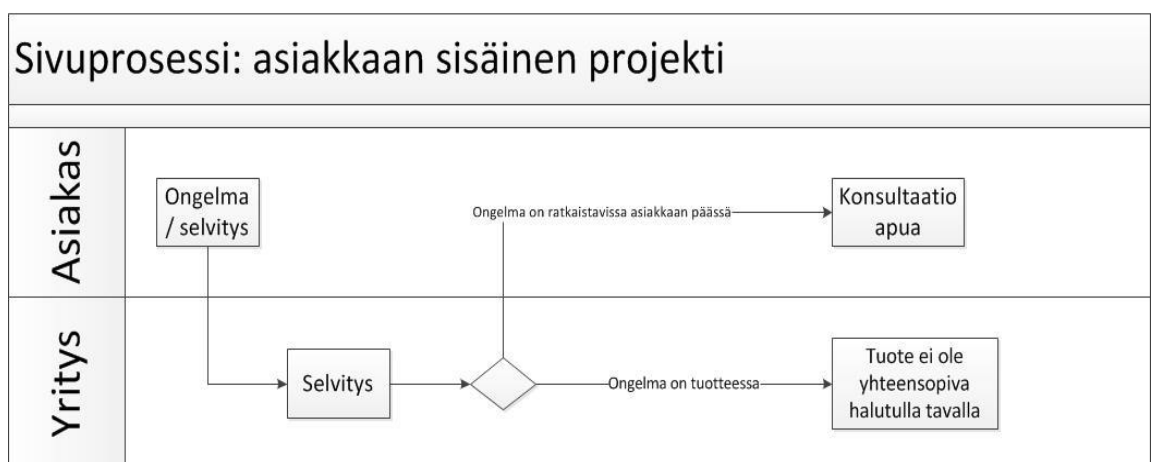 Sivuprosessi: asiakkaan sisäinen projekti
Asiakas
Ongelma
/ selvitys
Ongelma on ratkaistavissa asiakkaan päässä
Konsultaatio
apua
Yritys
Selvitys
Ongelma on tuotteessa
Tuote ei ole
yhteensopiva
halutulla tavalla